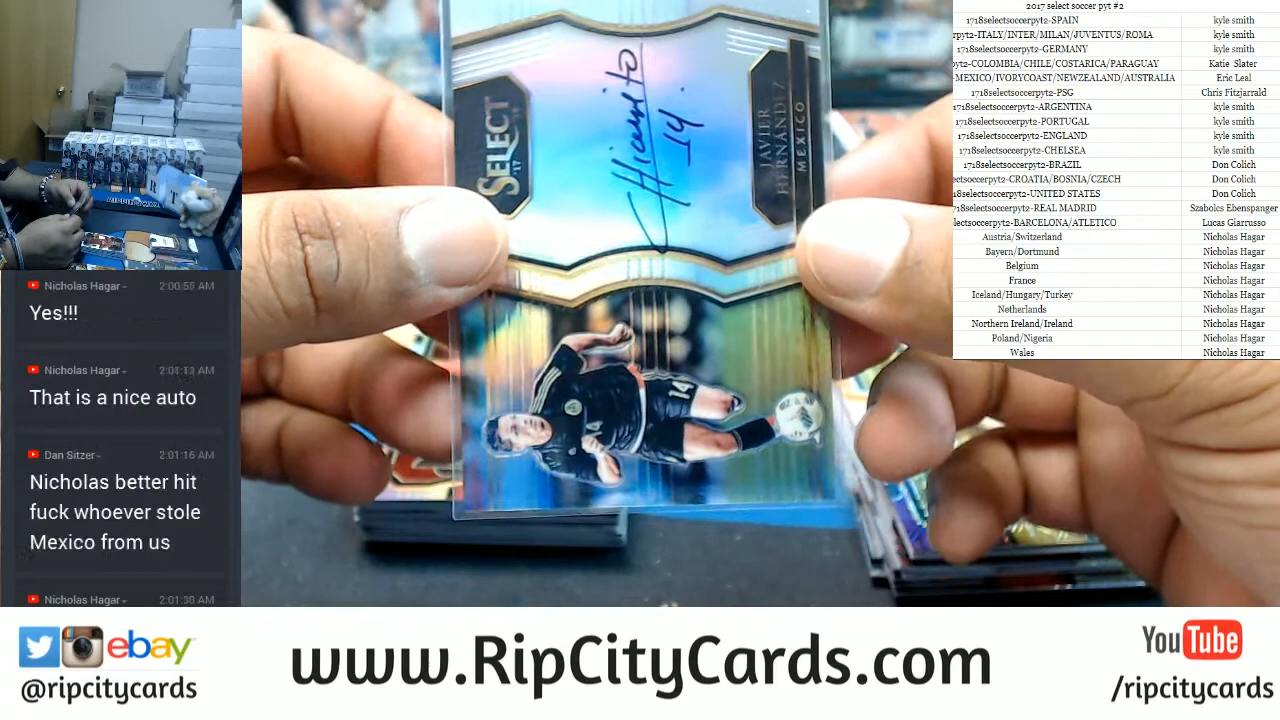 2017 select soccer pyt #2
1718selectsoccerpyt2-SPAIN kyle smith
pyt2-ITALY/INTER/MILAN/JUVENTUS/ROMA kyle smith
1718selectsoccerpyt2-GERMANY kyle smith
pyt2-COLOMBIA/CHILE/COSTARICA/PARAGUAY Katie Slater
MEXICO/IVORYCOAST/NEWZEALAND/AUSTRALIA Eric Leal
1718selectsoccerpyt2-PSG Chris Fitzjarrald
1718selectsoccerpyt2-ARGENTINA kyle smith
1718selectsoccerpyt2-PORTUGAL kyle smith
1718selectsoccerpyt2-ENGLAND kyle smith
1718selectsoccerpyt2-CHELSEA kyle smith
1718selectsoccerpyt2-BRAZIL Don Colich
ectsoccerpyt2-CROATIA/BOSNIA/CZECH Don Colich
1718selectsoccerpyt2-UNITED STATES Don Colich
1718selectsoccerpyt2-REAL MADRID Szabolcs Ebenspanger
electsoccerpyt2-BARCELONA/ATLETICO Lucas Giarrusso
Austria/Switzerland Nicholas Hagar
Bayern/Dortmund Nicholas Hagar
Belgium Nicholas Hagar
France Nicholas Hagar
Iceland/Hungary/Turkey Nicholas Hagar
Netherlands Nicholas Hagar
Northern Ireland/Ireland Nicholas Hagar
Poland/Nigeria Nicholas Hagar
Wales Nicholas Hagar
SELECT
'17
Chicharito
14
JAVIER
HERNÁNDEZ
MEXICO
14
Nicholas Hagar 2:00:55 AM
Yes!!!
Nicholas Hagar 2:01:13 AM
That is a nice auto
Dan Sitzer 2:01:16 AM
Nicholas better hit
fuck whoever stole
Mexico from us
Nicholas Hagar 2:01:30 AM
ebay
@ripcitycards
www.RipCityCards.com
YouTube
/ripcitycards